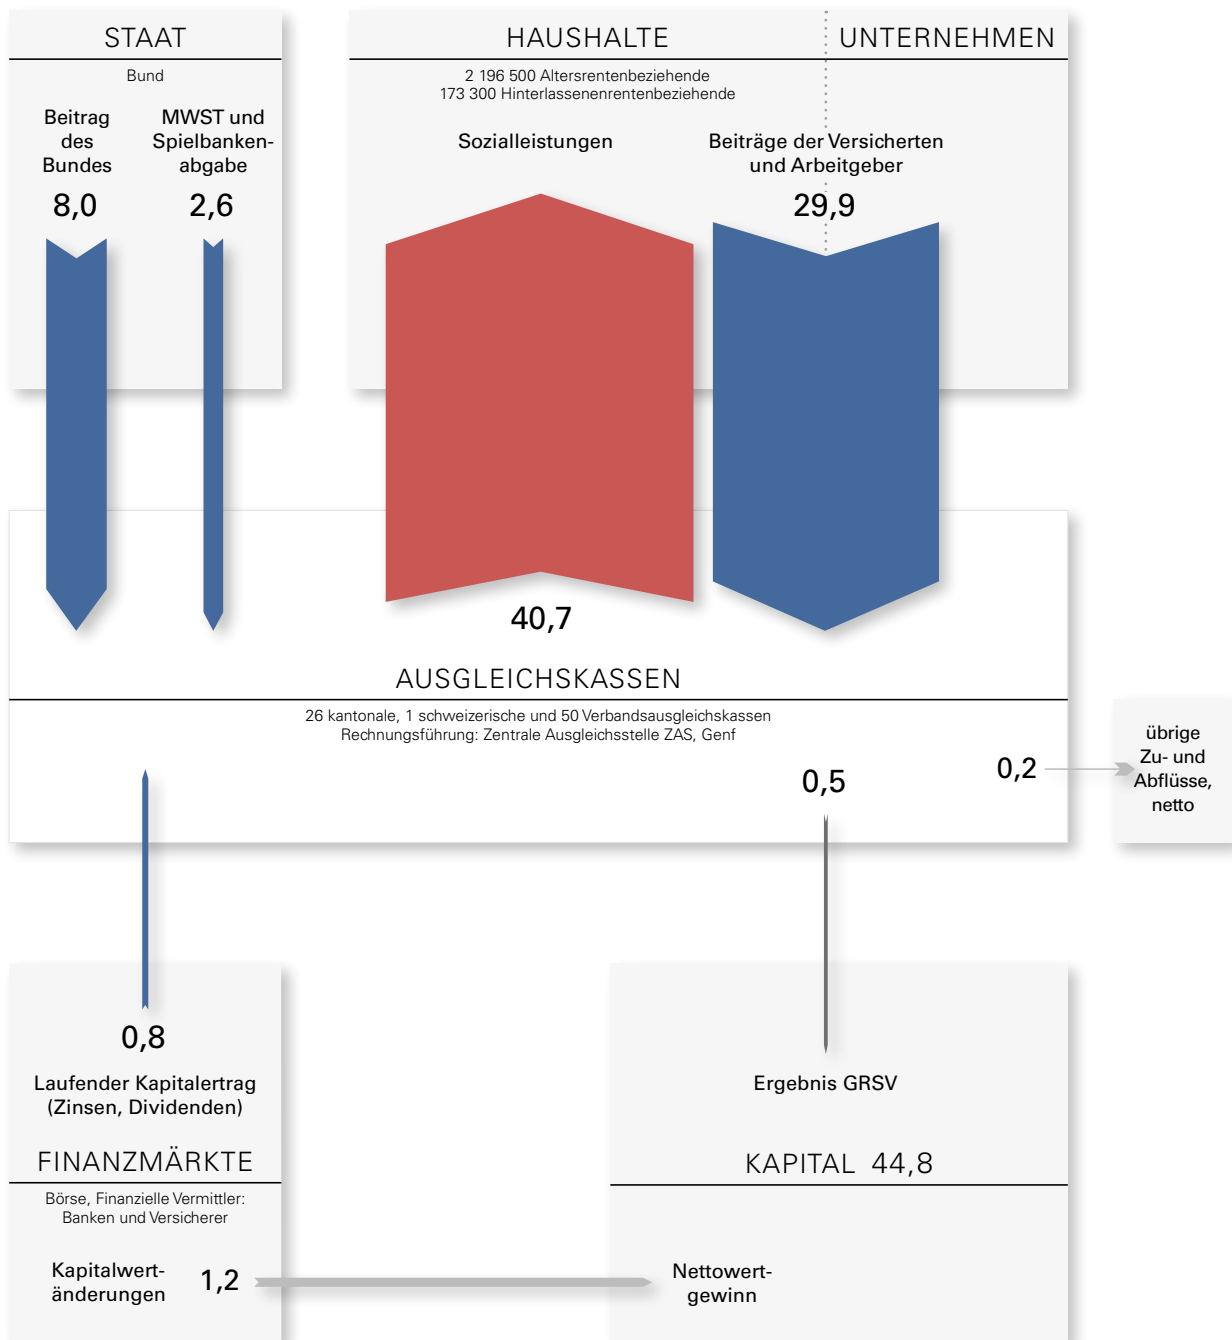 STAAT
Bund
Beitrag
des
Bundes
8,0
MWST und
Spielbanken-
abgabe
2,6
HAUSHALTE
UNTERNEHMEN
2 196 500 Altersrentenbeziehende
173 300 Hinterlassenenrentenbeziehende
Sozialleistungen
Beiträge der Versicherten
und Arbeitgeber
29,9
40,7
AUSGLEICHSKASSEN
26 kantonale, 1 schweizerische und 50 Verbandsausgleichskassen
Rechnungsführung: Zentrale Ausgleichsstelle ZAS, Genf
0,5
0,2
übrige
Zu- und
Abflüsse,
netto
0,8
Laufender Kapitalertrag
(Zinsen, Dividenden)
FINANZMÄRKTE
Börse, Finanzielle Vermittler:
Banken und Versicherer
Kapitalwert-
änderungen
1,2
Ergebnis GRSV
KAPITAL 44,8
Nettowert-
gewinn